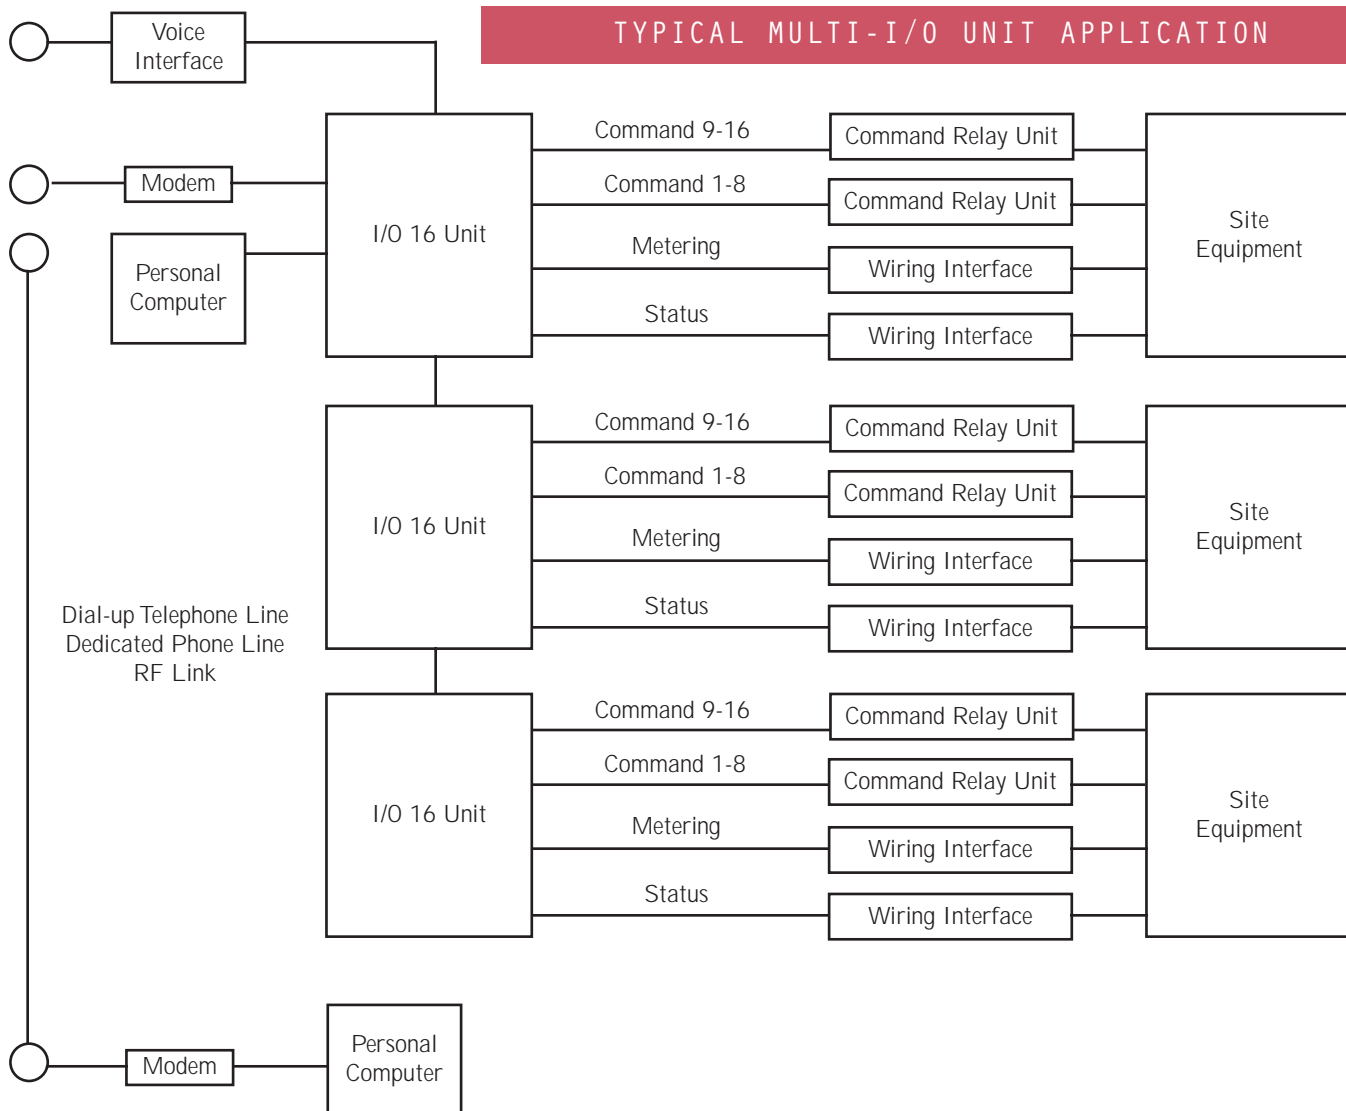 TYPICAL MULTI-I/O UNIT APPLICATION
Voice
Interface
Modem
Personal
Computer
I/O 16 Unit
Command 9-16
Command Relay Unit
Command 1-8
Command Relay Unit
Metering
Wiring Interface
Status
Wiring Interface
Site
Equipment
I/O 16 Unit
Command 9-16
Command Relay Unit
Command 1-8
Command Relay Unit
Metering
Wiring Interface
Status
Wiring Interface
Site
Equipment
Dial-up Telephone Line
Dedicated Phone Line
RF Link
I/O 16 Unit
Command 9-16
Command Relay Unit
Command 1-8
Command Relay Unit
Metering
Wiring Interface
Status
Wiring Interface
Site
Equipment
Modem
Personal
Computer